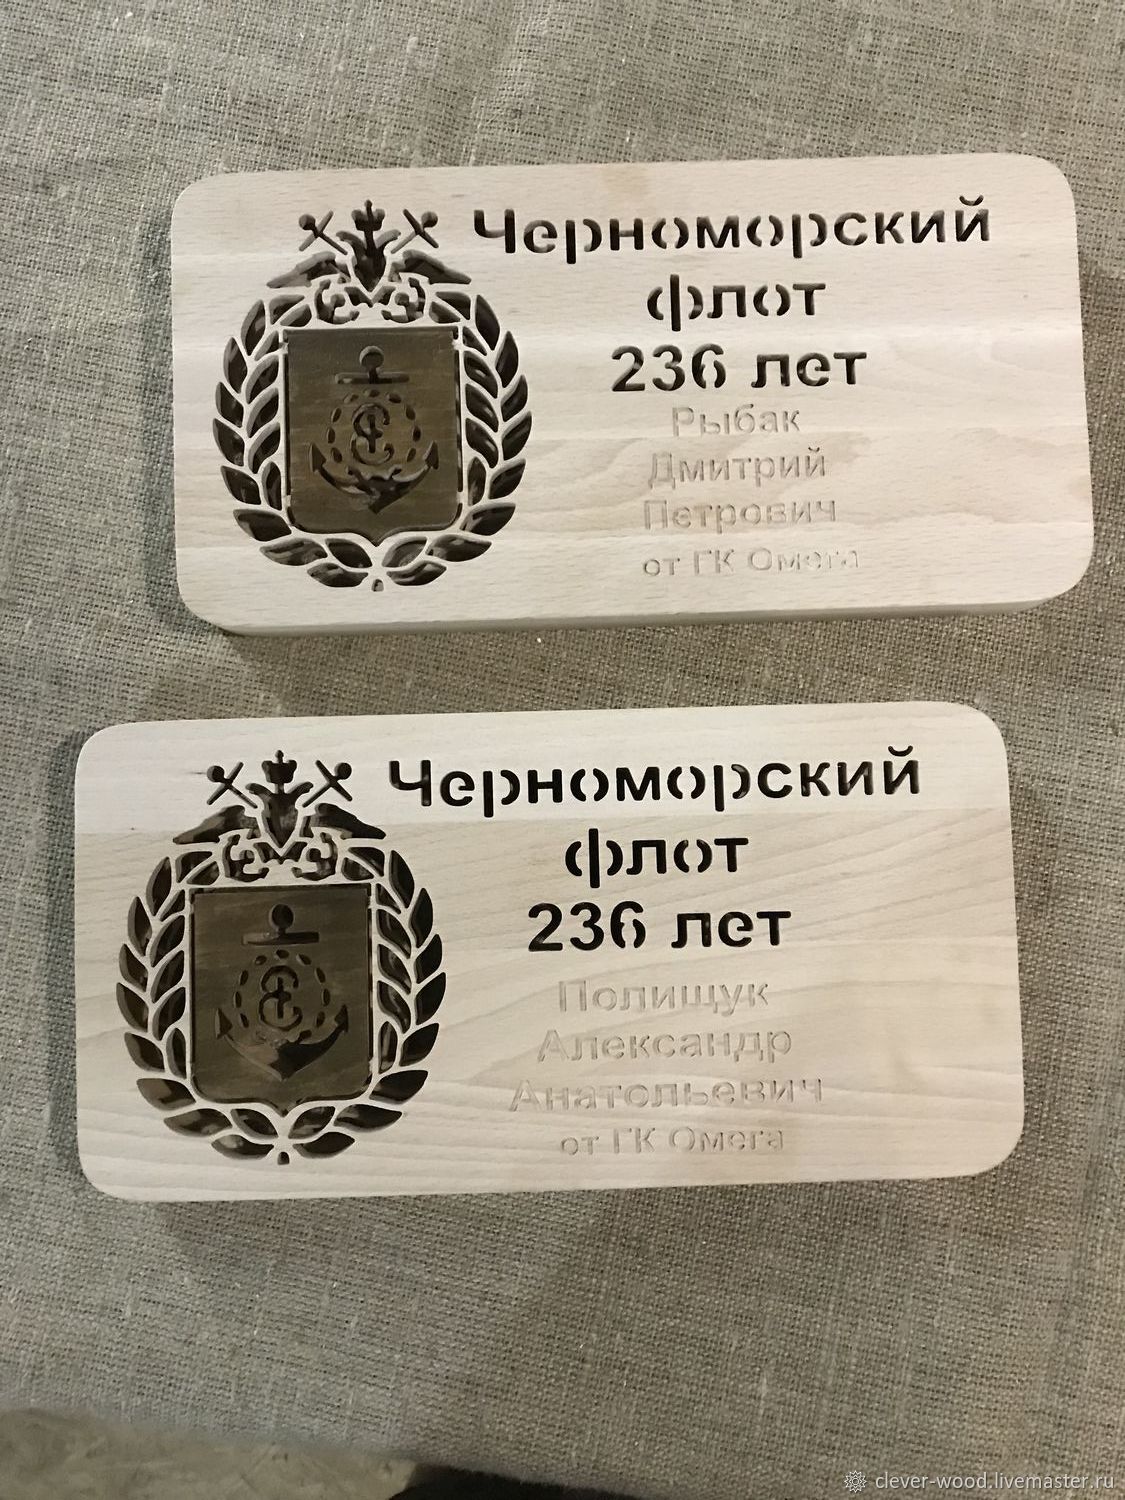 Черноморский
флот
236 лет
Рыбак
Дмитрий
Петрович
от ГК Омега
Черноморский
флот
236 лет
Полищук
Александр
Анатольевич
от ГК Омега
clever-wood.livemaster.ru